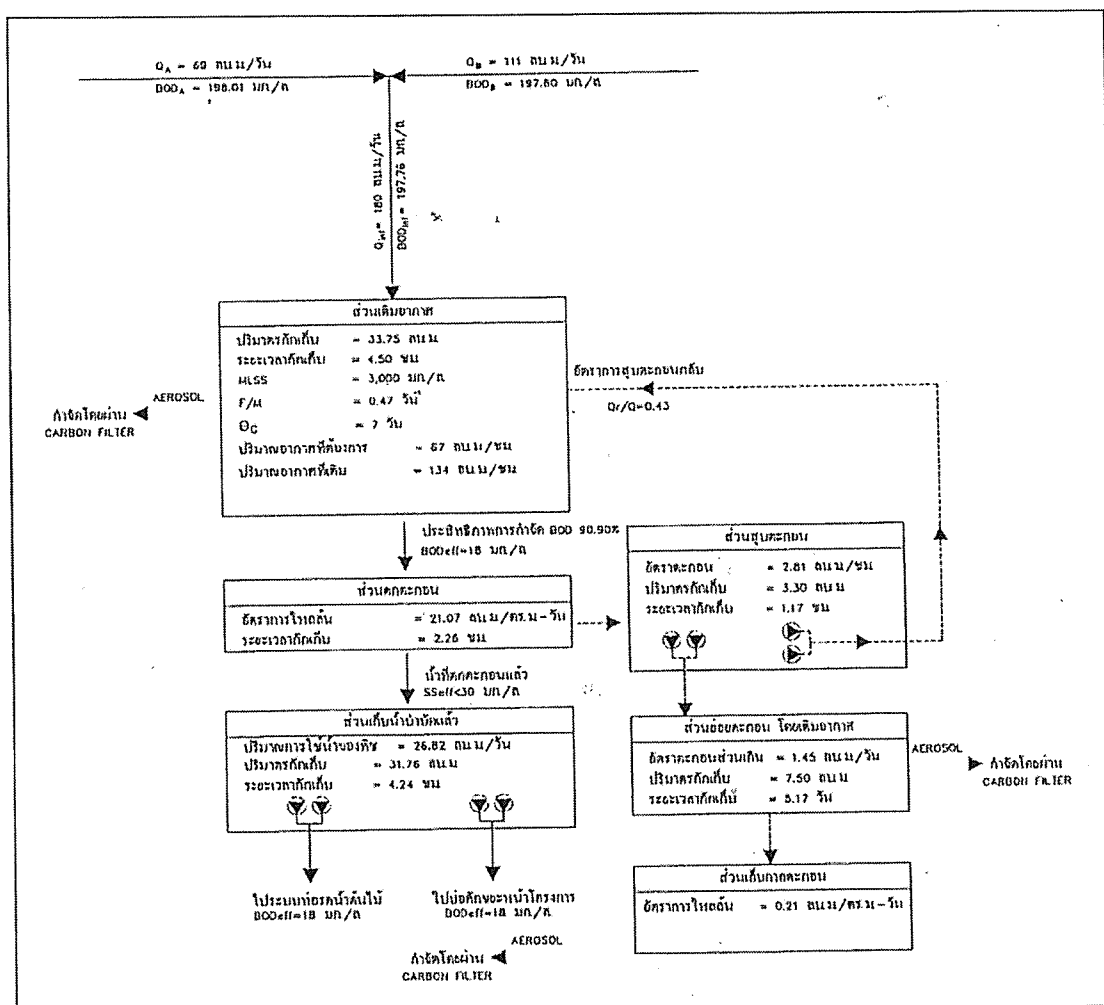 Q_A = 69 ลบ.ม/วัน
BOD_A = 198.01 มก./ล
Q_B = 111 ลบ.ม/วัน
BOD_B = 197.60 มก./ล
Q_inf = 180 ลบ.ม/วัน
BOD_inf = 197.76 มก./ล
ส่วนเติมอากาศ
ปริมาตรกักเก็บ = 33.75 ลบ.ม
ระยะเวลากักเก็บ = 4.50 ชม
MLSS = 3,000 มก./ล
F/M = 0.47 วัน⁻¹
Θ_C = 7 วัน
ปริมาณอากาศที่ต้องการ = 67 ลบ.ม/ชม
ปริมาณอากาศที่เติม = 134 ลบ.ม/ชม
AEROSOL
กำจัดโดยผ่าน
CARBON FILTER
อัตราการสูบตะกอนกลับ
Qr/Q=0.43
ประสิทธิภาพการกำจัด BOD 90.90%
BODeff=18 มก./ล
ส่วนตกตะกอน
อัตราการไหลล้น = 21.07 ลบ.ม/ตร.ม-วัน
ระยะเวลากักเก็บ = 2.26 ชม
ส่วนสูบตะกอน
อัตราตะกอน = 2.81 ลบ.ม/ชม
ปริมาตรกักเก็บ = 3.30 ลบ.ม
ระยะเวลากักเก็บ = 1.17 ชม
น้ำที่ตกตะกอนแล้ว
SSeff<30 มก./ล
ส่วนเก็บน้ำบำบัดแล้ว
ปริมาณการใช้น้ำของพืช = 26.82 ลบ.ม/วัน
ปริมาตรกักเก็บ = 31.76 ลบ.ม
ระยะเวลากักเก็บ = 4.24 ชม
ส่วนย่อยตะกอน โดยเติมอากาศ
อัตราตะกอนส่วนเกิน = 1.45 ลบ.ม/วัน
ปริมาตรกักเก็บ = 7.50 ลบ.ม
ระยะเวลากักเก็บ = 5.17 วัน
AEROSOL
กำจัดโดยผ่าน
CARBON FILTER
ส่วนเก็บกากตะกอน
อัตราการไหลล้น = 0.21 ลบ.ม/ตร.ม-วัน
ไประบบท่อรดน้ำต้นไม้
BODeff=18 มก./ล
ไปบ่อดักขยะหน้าโครงการ
BODeff=18 มก./ล
AEROSOL
กำจัดโดยผ่าน
CARBON FILTER